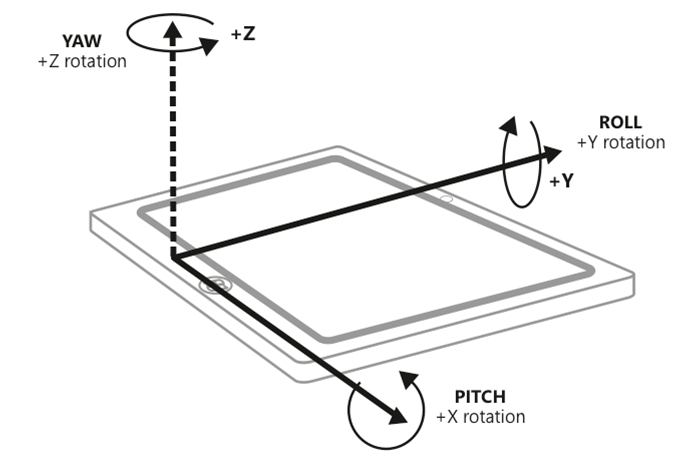 YAW
+Z rotation
+Z
ROLL
+Y rotation
+Y
PITCH
+X rotation